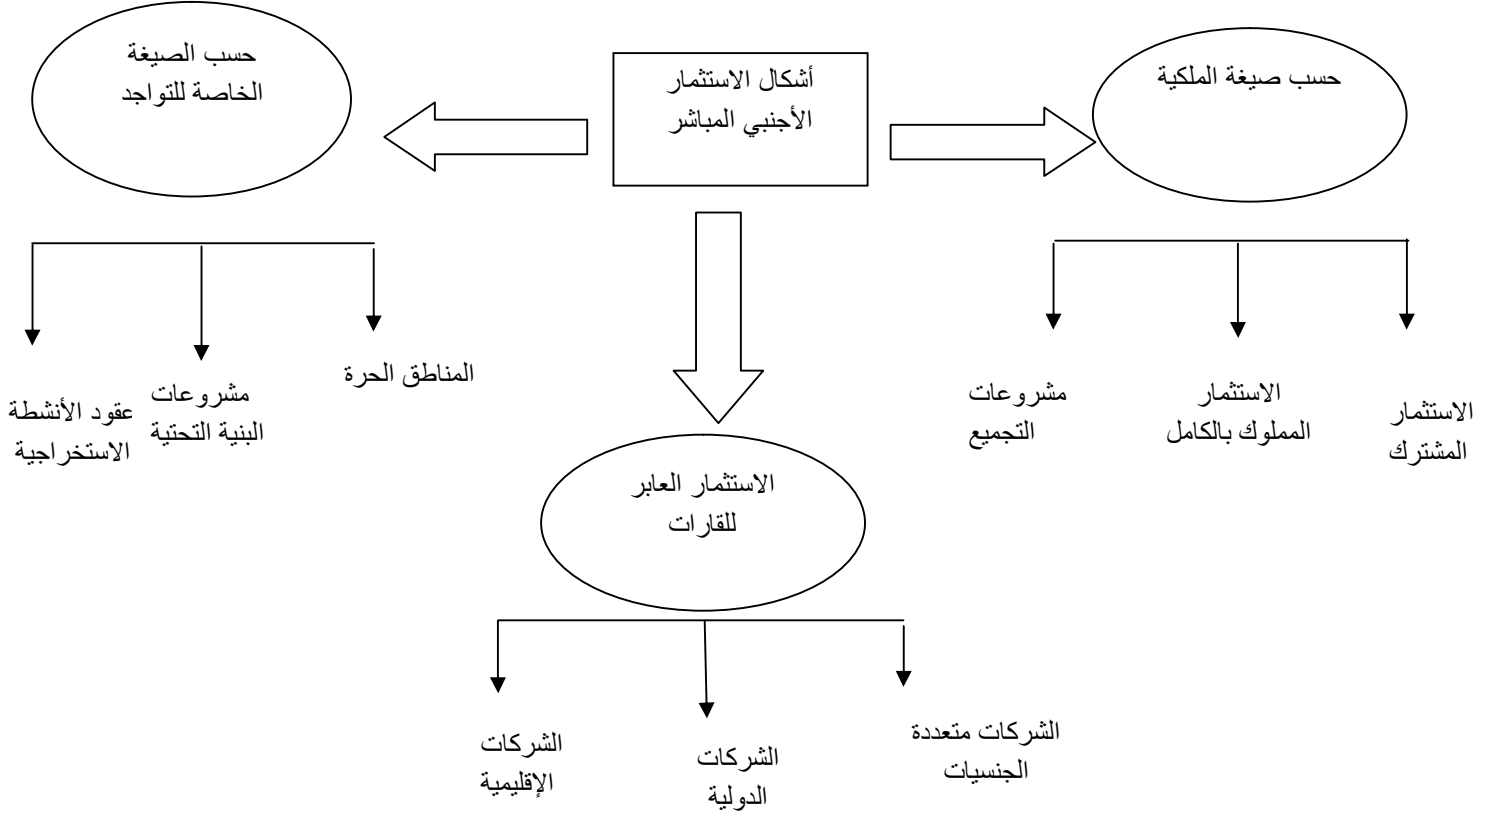 أشكال الاستثمار
الأجنبي المباشر
حسب صيغة الملكية
الاستثمار
المشترك
الاستثمار
المملوك بالكامل
مشروعات
التجميع
الاستثمار العابر
للقارات
الشركات متعددة
الجنسيات
الشركات
الدولية
الشركات
الإقليمية
حسب الصيغة
الخاصة للتواجد
المناطق الحرة
مشروعات
البنية التحتية
عقود الأنشطة
الاستخراجية